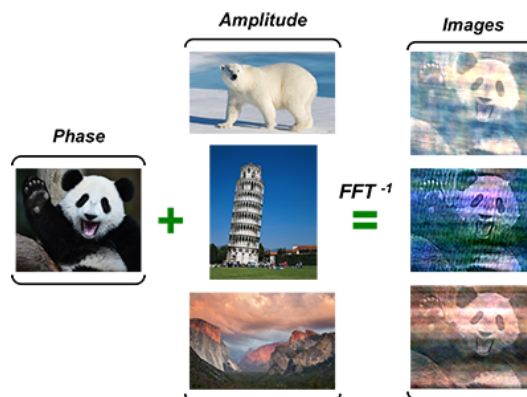 Amplitude
Images
Phase
+
FFT -1
=